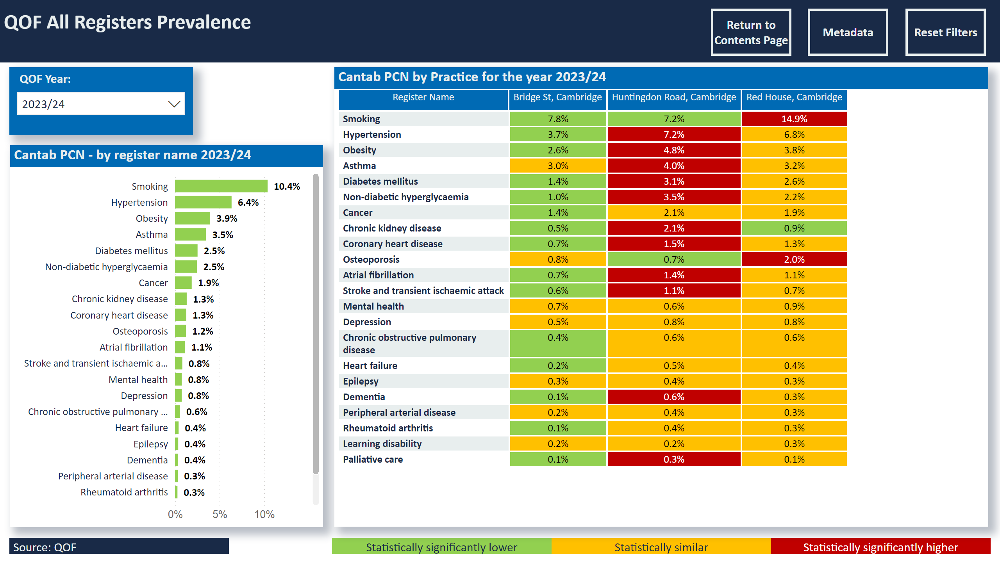 QOF All Registers Prevalence
Return to
Contents Page
Metadata
Reset Filters
QOF Year:
2023/24
Cantab PCN - by register name 2023/24
Smoking 10.4%
Hypertension 6.4%
Obesity 3.9%
Asthma 3.5%
Diabetes mellitus 2.5%
Non-diabetic hyperglycaemia 2.5%
Cancer 1.9%
Chronic kidney disease 1.3%
Coronary heart disease 1.3%
Osteoporosis 1.2%
Atrial fibrillation 1.1%
Stroke and transient ischaemic a... 0.8%
Mental health 0.8%
Depression 0.8%
Chronic obstructive pulmonary ... 0.6%
Heart failure 0.4%
Epilepsy 0.4%
Dementia 0.4%
Peripheral arterial disease 0.3%
Rheumatoid arthritis 0.3%
0% 5% 10%
Cantab PCN by Practice for the year 2023/24
Register Name Bridge St, Cambridge Huntingdon Road, Cambridge Red House, Cambridge
Smoking 7.8% 7.2% 14.9%
Hypertension 3.7% 7.2% 6.8%
Obesity 2.6% 4.8% 3.8%
Asthma 3.0% 4.0% 3.2%
Diabetes mellitus 1.4% 3.1% 2.6%
Non-diabetic hyperglycaemia 1.0% 3.5% 2.2%
Cancer 1.4% 2.1% 1.9%
Chronic kidney disease 0.5% 2.1% 0.9%
Coronary heart disease 0.7% 1.5% 1.3%
Osteoporosis 0.8% 0.7% 2.0%
Atrial fibrillation 0.7% 1.4% 1.1%
Stroke and transient ischaemic attack 0.6% 1.1% 0.7%
Mental health 0.7% 0.6% 0.9%
Depression 0.5% 0.8% 0.8%
Chronic obstructive pulmonary 0.4% 0.6% 0.6%
disease
Heart failure 0.2% 0.5% 0.4%
Epilepsy 0.3% 0.4% 0.3%
Dementia 0.1% 0.6% 0.3%
Peripheral arterial disease 0.2% 0.4% 0.3%
Rheumatoid arthritis 0.1% 0.4% 0.3%
Learning disability 0.2% 0.2% 0.3%
Palliative care 0.1% 0.3% 0.1%
Source: QOF
Statistically significantly lower Statistically similar Statistically significantly higher